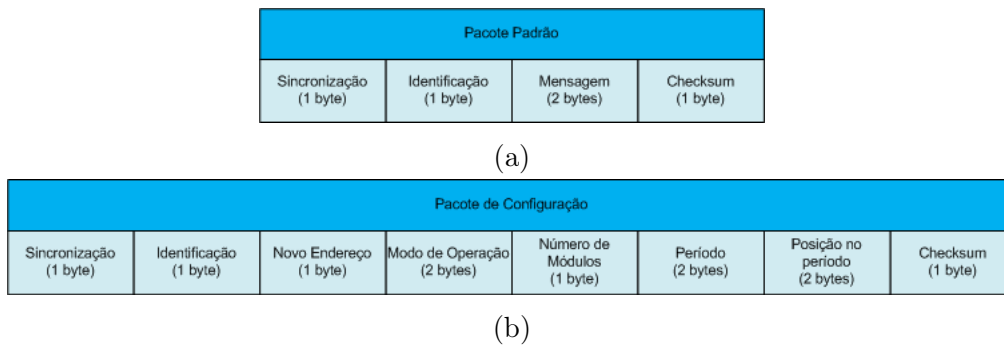 Pacote Padrão
Sincronização Identificação Mensagem Checksum
(1 byte) (1 byte) (2 bytes) (1 byte)
(a)
Pacote de Configuração
Sincronização
(1 byte)
Identificação
(1 byte)
Novo Endereço
(1 byte)
Modo de Operação
(2 bytes)
Número de
Módulos
(1 byte)
Período
(2 bytes)
Posição no
período
(2 bytes)
Checksum
(1 byte)
(b)